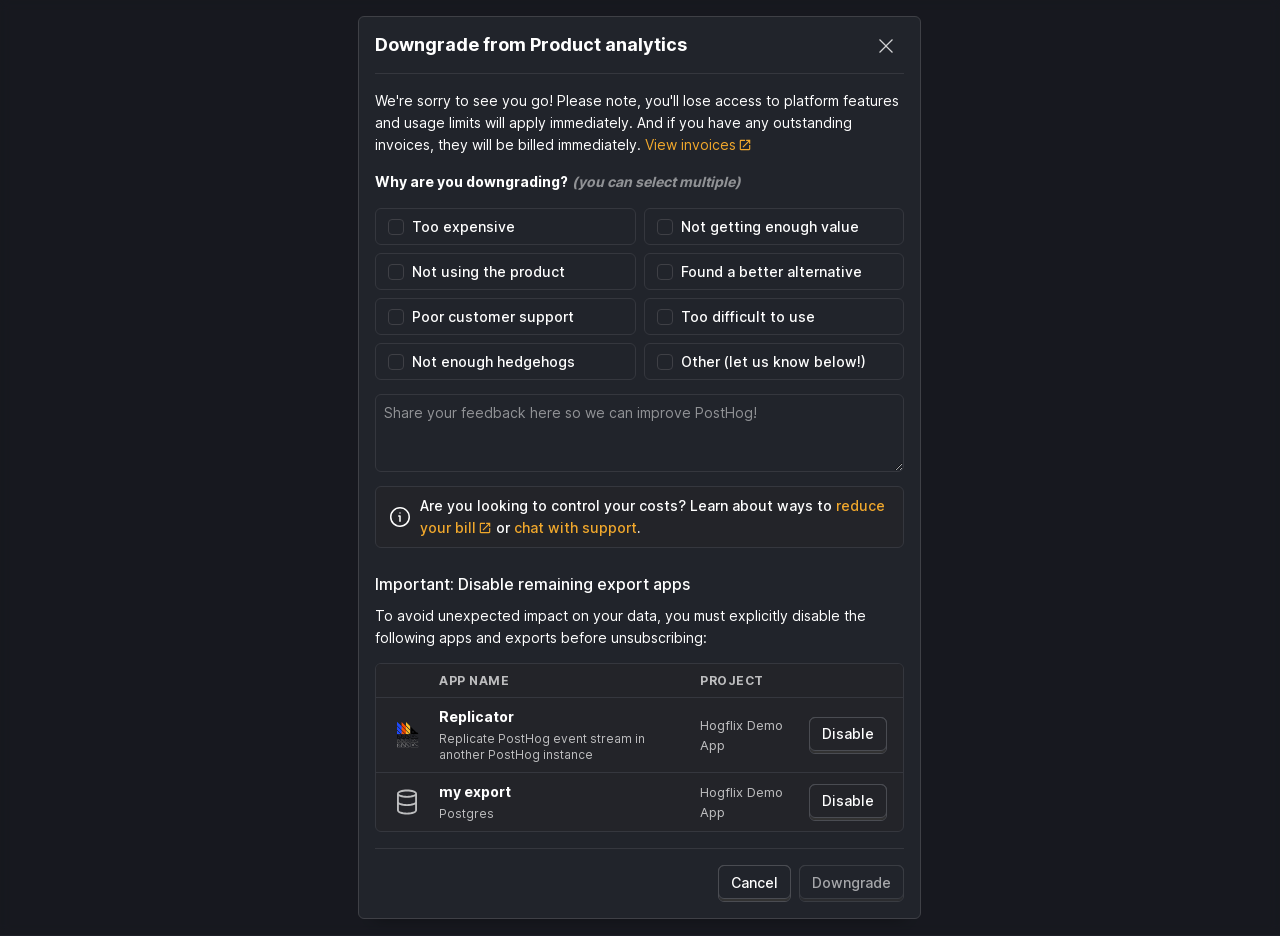 Downgrade from Product analytics
We're sorry to see you go! Please note, you'll lose access to platform features
and usage limits will apply immediately. And if you have any outstanding
invoices, they will be billed immediately. View invoices
Why are you downgrading? (you can select multiple)
Too expensive
Not getting enough value
Not using the product
Found a better alternative
Poor customer support
Too difficult to use
Not enough hedgehogs
Other (let us know below!)
Share your feedback here so we can improve PostHog!
Are you looking to control your costs? Learn about ways to reduce
your bill or chat with support.
Important: Disable remaining export apps
To avoid unexpected impact on your data, you must explicitly disable the
following apps and exports before unsubscribing:
APP NAME PROJECT
Replicator
Replicate PostHog event stream in
another PostHog instance
Hogflix Demo
App
Disable
my export
Postgres
Hogflix Demo
App
Disable
Cancel
Downgrade